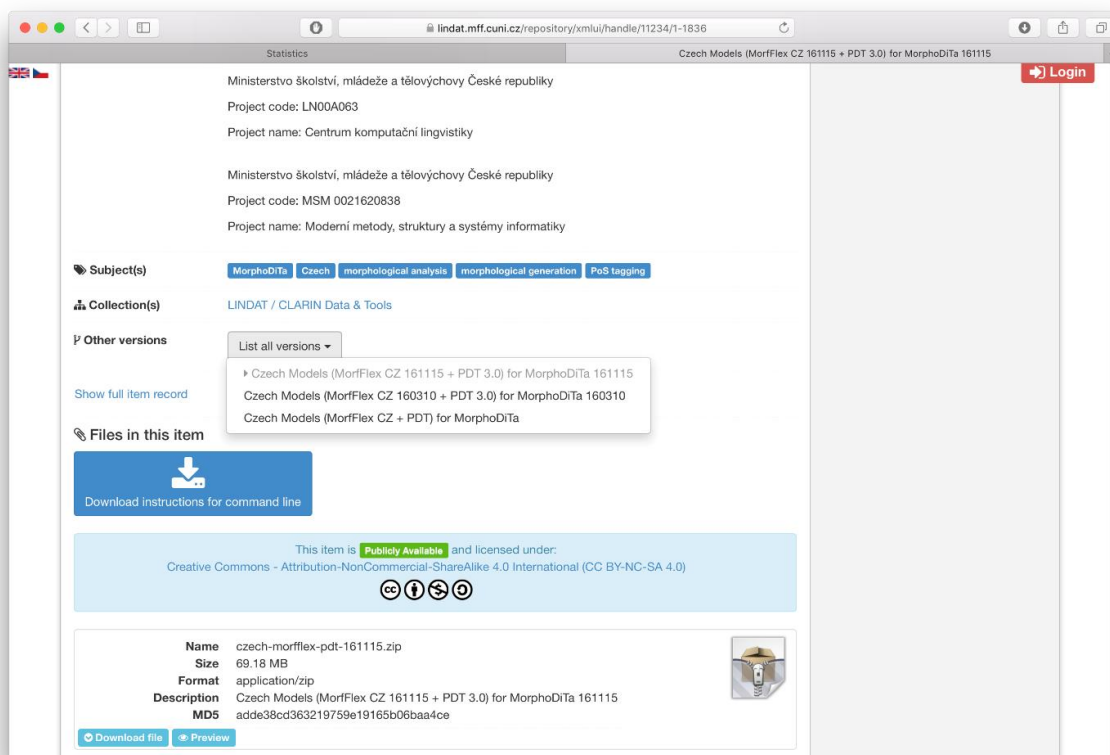 lindat.mff.cuni.cz/repository/xmlui/handle/11234/1-1836
Statistics
Czech Models (MorfFlex CZ 161115 + PDT 3.0) for MorphoDiTa 161115
Login
Ministerstvo školství, mládeže a tělovýchovy České republiky
Project code: LN00A063
Project name: Centrum komputační lingvistiky
Ministerstvo školství, mládeže a tělovýchovy České republiky
Project code: MSM 0021620838
Project name: Moderní metody, struktury a systémy informatiky
Subject(s) MorphoDiTa Czech morphological analysis morphological generation PoS tagging
Collection(s) LINDAT / CLARIN Data & Tools
Other versions List all versions
Czech Models (MorfFlex CZ 161115 + PDT 3.0) for MorphoDiTa 161115
Show full item record Czech Models (MorfFlex CZ 160310 + PDT 3.0) for MorphoDiTa 160310
Czech Models (MorfFlex CZ + PDT) for MorphoDiTa
Files in this item
Download instructions for command line
This item is Publicly Available and licensed under:
Creative Commons - Attribution-NonCommercial-ShareAlike 4.0 International (CC BY-NC-SA 4.0)
Name czech-morfflex-pdt-161115.zip
Size 69.18 MB
Format application/zip
Description Czech Models (MorfFlex CZ 161115 + PDT 3.0) for MorphoDiTa 161115
MD5 adde38cd363219759e19165b06baa4ce
Download file Preview